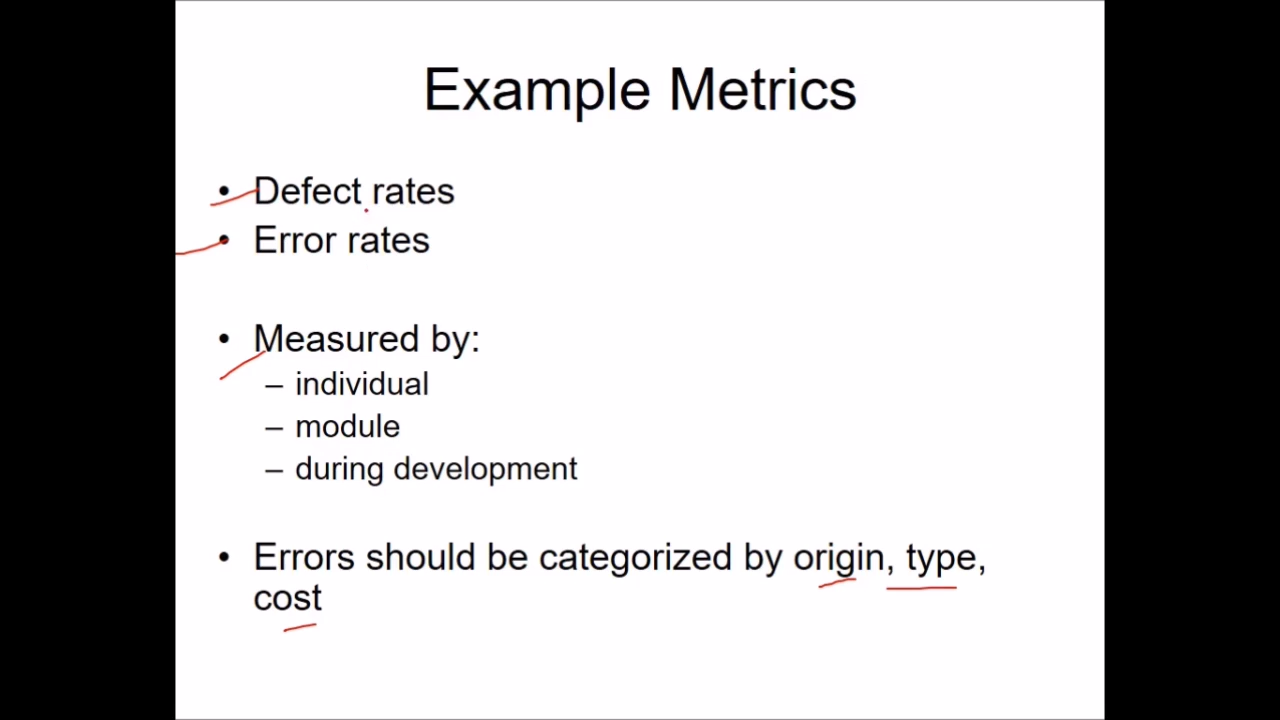 Example Metrics
• Defect rates
• Error rates
• Measured by:
– individual
– module
– during development
• Errors should be categorized by origin, type,
cost